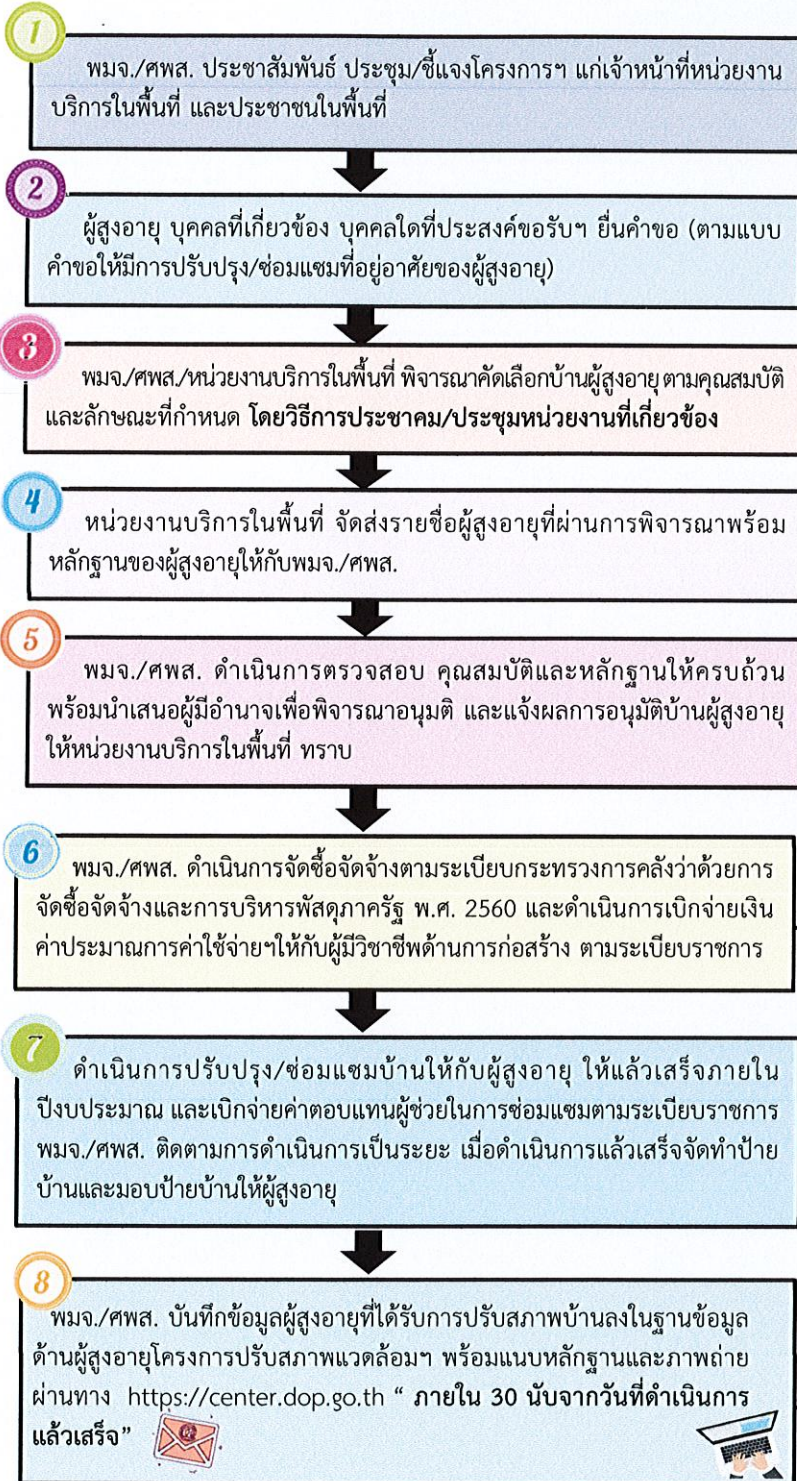 1
พมจ./ศพส. ประชาสัมพันธ์ ประชุม/ชี้แจงโครงการฯ แก่เจ้าหน้าที่หน่วยงาน
บริการในพื้นที่ และประชาชนในพื้นที่
2
ผู้สูงอายุ บุคคลที่เกี่ยวข้อง บุคคลใดที่ประสงค์ขอรับฯ ยื่นคำขอ (ตามแบบ
คำขอให้มีการปรับปรุง/ซ่อมแซมที่อยู่อาศัยของผู้สูงอายุ)
3
พมจ./ศพส./หน่วยงานบริการในพื้นที่ พิจารณาคัดเลือกบ้านผู้สูงอายุตามคุณสมบัติ
และลักษณะที่กำหนด โดยวิธีการประชาคม/ประชุมหน่วยงานที่เกี่ยวข้อง
4
หน่วยงานบริการในพื้นที่ จัดส่งรายชื่อผู้สูงอายุที่ผ่านการพิจารณาพร้อม
หลักฐานของผู้สูงอายุให้กับพมจ./ศพส.
5
พมจ./ศพส. ดำเนินการตรวจสอบ คุณสมบัติและหลักฐานให้ครบถ้วน
พร้อมนำเสนอผู้มีอำนาจเพื่อพิจารณาอนุมติ และแจ้งผลการอนุมัติบ้านผู้สูงอายุ
ให้หน่วยงานบริการในพื้นที่ ทราบ
6
พมจ./ศพส. ดำเนินการจัดซื้อจัดจ้างตามระเบียบกระทรวงการคลังว่าด้วยการ
จัดซื้อจัดจ้างและการบริหารพัสดุภาครัฐ พ.ศ. 2560 และดำเนินการเบิกจ่ายเงิน
ค่าประมาณการค่าใช้จ่ายฯให้กับผู้มีวิชาชีพด้านการก่อสร้าง ตามระเบียบราชการ
7
ดำเนินการปรับปรุง/ซ่อมแซมบ้านให้กับผู้สูงอายุ ให้แล้วเสร็จภายใน
ปีงบประมาณ และเบิกจ่ายค่าตอบแทนผู้ช่วยในการซ่อมแซมตามระเบียบราชการ
พมจ./ศพส. ติดตามการดำเนินการเป็นระยะ เมื่อดำเนินการแล้วเสร็จจัดทำป้าย
บ้านและมอบป้ายบ้านให้ผู้สูงอายุ
8
พมจ./ศพส. บันทึกข้อมูลผู้สูงอายุที่ได้รับการปรับสภาพบ้านลงในฐานข้อมูล
ด้านผู้สูงอายุโครงการปรับสภาพแวดล้อมฯ พร้อมแนบหลักฐานและภาพถ่าย
ผ่านทาง https://center.dop.go.th “ ภายใน 30 นับจากวันที่ดำเนินการ
แล้วเสร็จ”